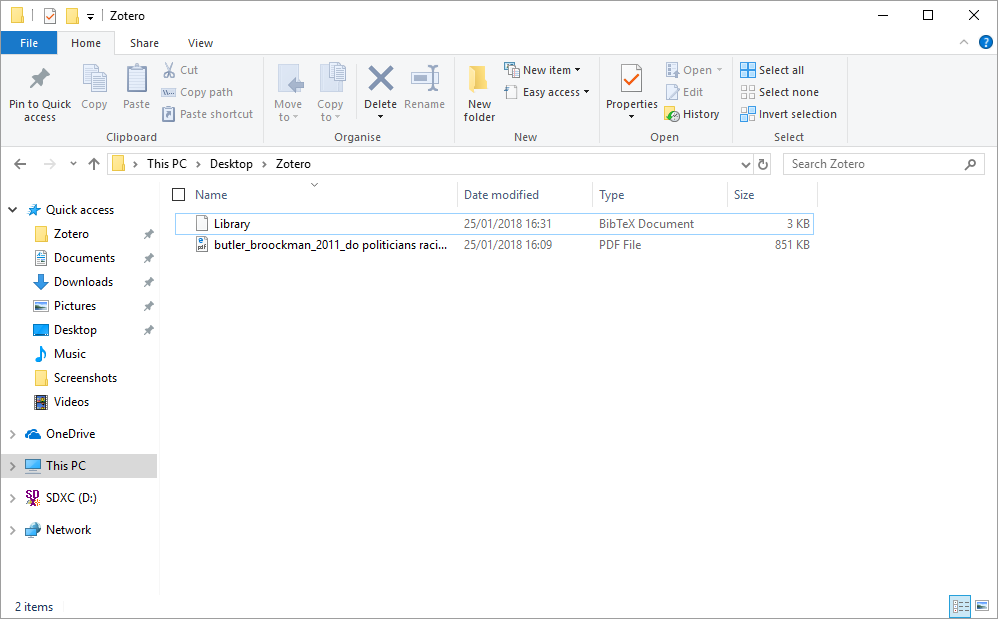 Zotero
File Home Share View
Pin to Quick access
Copy
Paste
Cut
Copy path
Paste shortcut
Clipboard
Move to
Copy to
Delete
Rename
Organise
New folder
New item
Easy access
New
Properties
Open
Edit
History
Open
Select all
Select none
Invert selection
Select
This PC > Desktop > Zotero
Search Zotero
Name Date modified Type Size
Library 25/01/2018 16:31 BibTeX Document 3 KB
butler_broockman_2011_do politicians raci... 25/01/2018 16:09 PDF File 851 KB
Quick access
Zotero
Documents
Downloads
Pictures
Desktop
Music
Screenshots
Videos
OneDrive
This PC
SDXC (D:)
Network
2 items